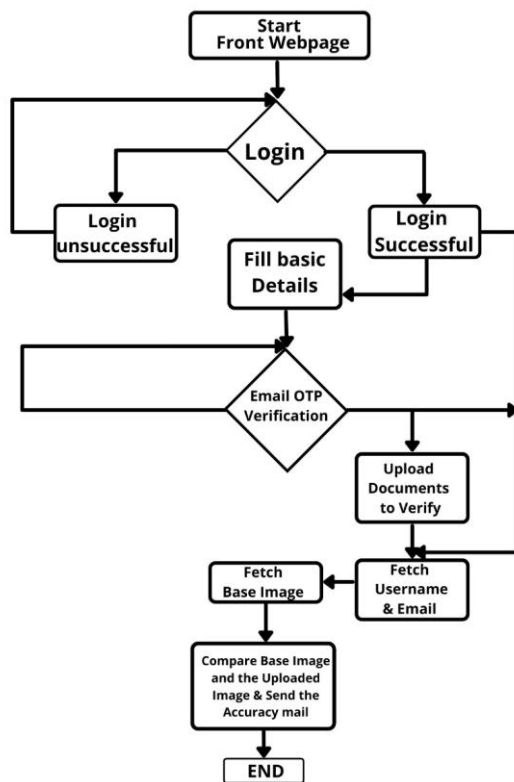 Start
Front Webpage
Login
Login
unsuccessful
Login
Successful
Fill basic
Details
Email OTP
Verification
Upload
Documents
to Verify
Fetch
Username
& Email
Fetch
Base Image
Compare Base Image
and the Uploaded
Image & Send the
Accuracy mail
END